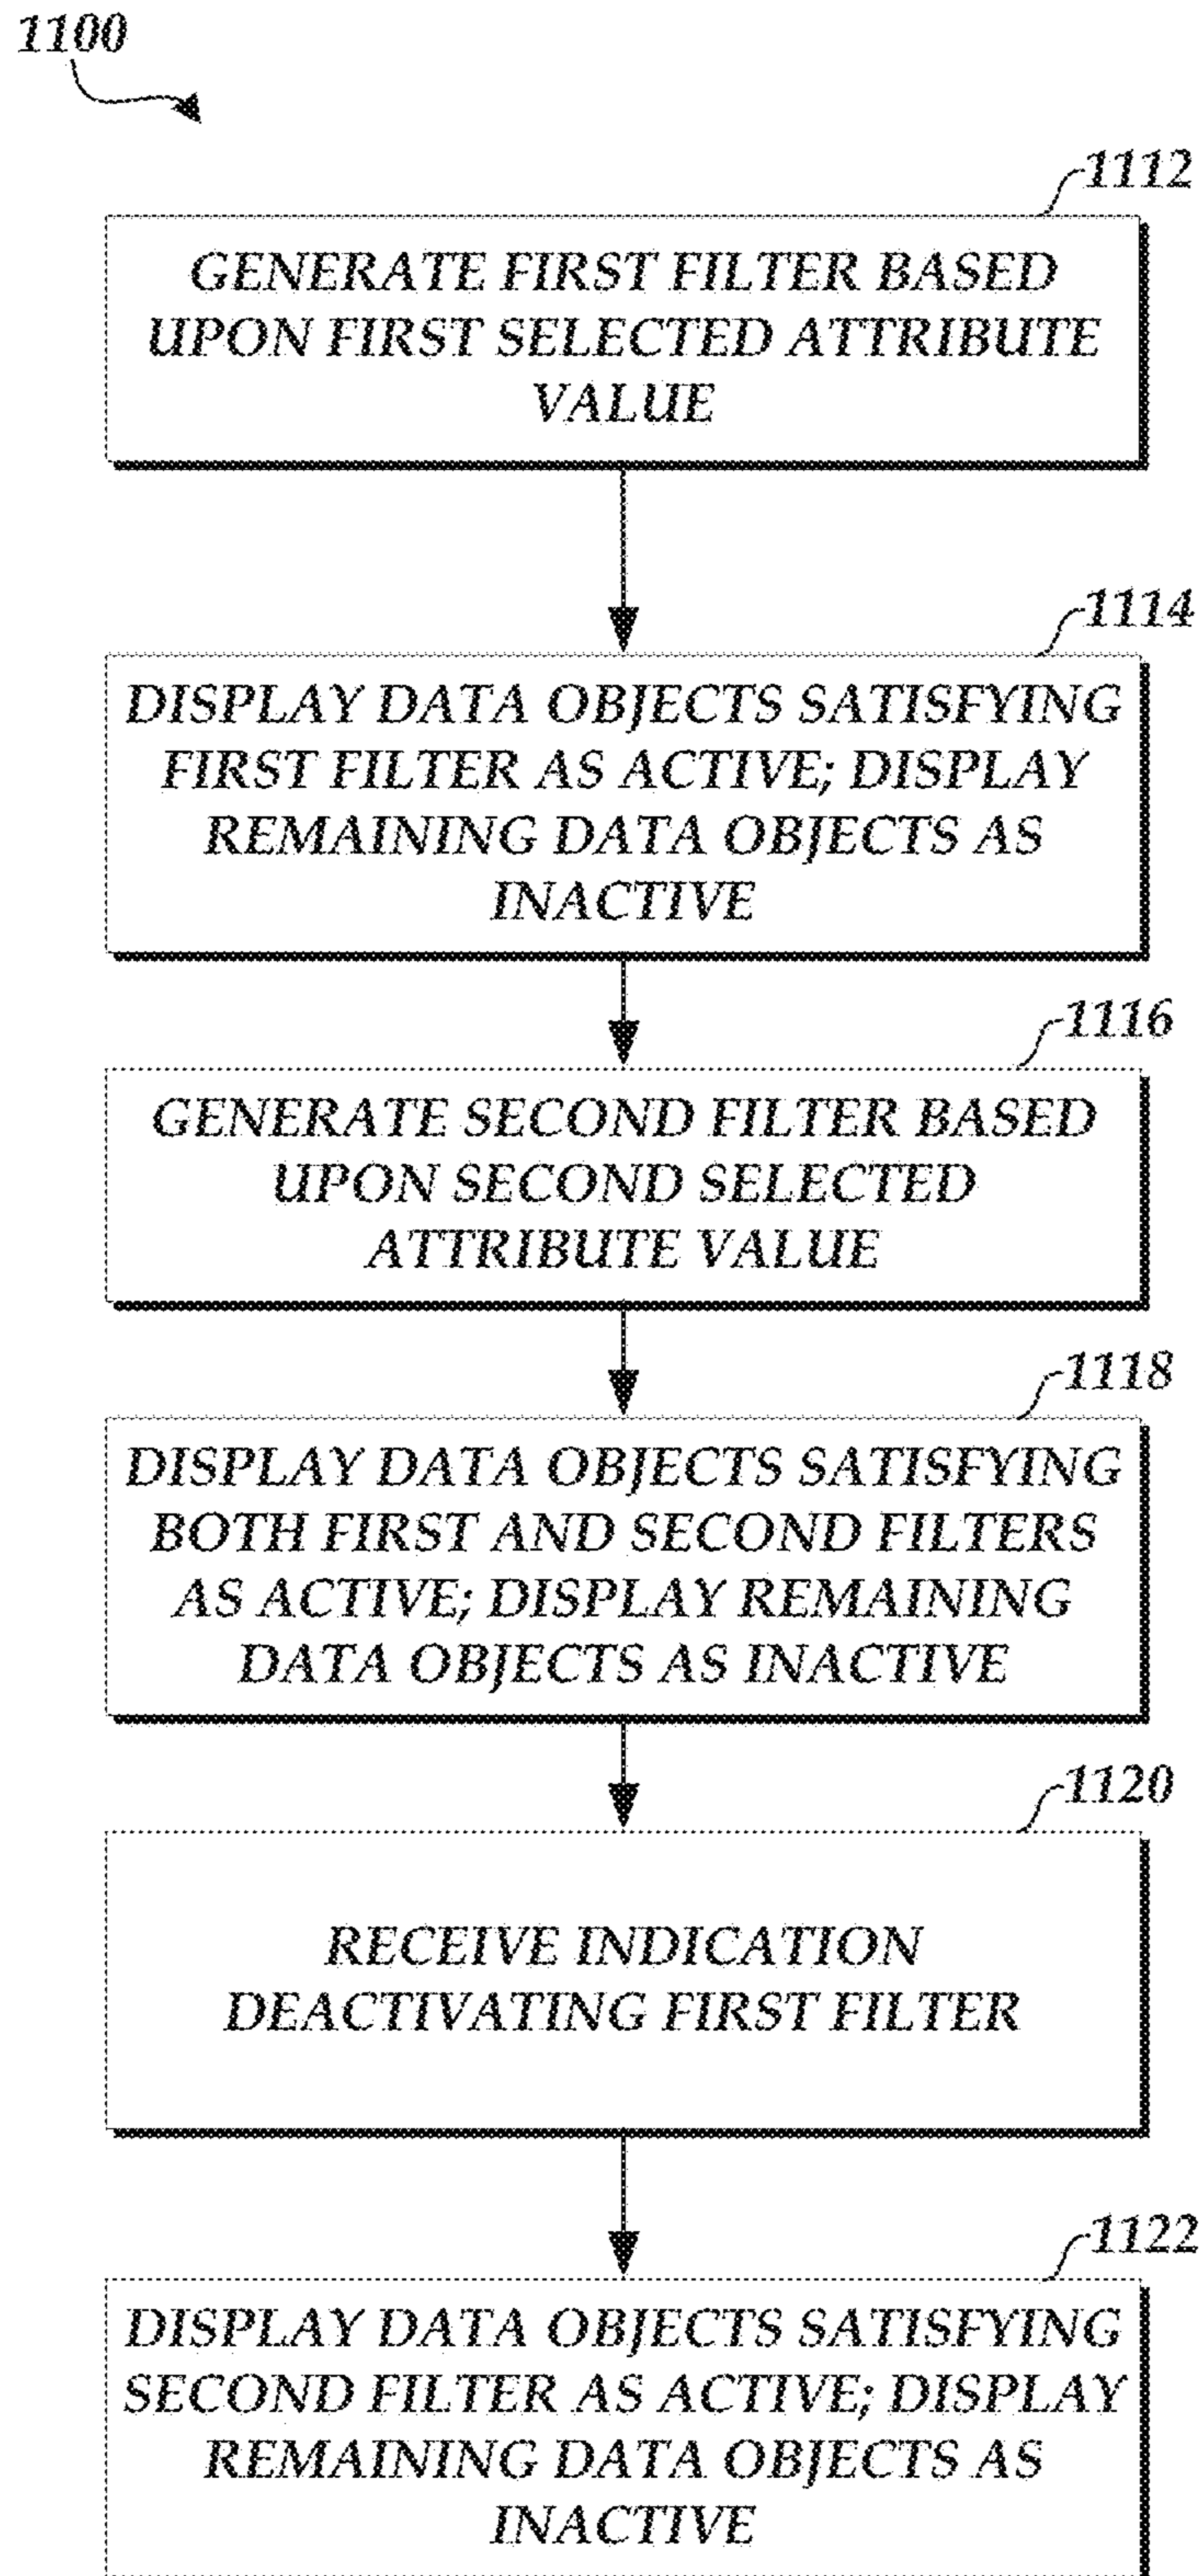 1100
1112
GENERATE FIRST FILTER BASED
UPON FIRST SELECTED ATTRIBUTE
VALUE
1114
DISPLAY DATA OBJECTS SATISFYING
FIRST FILTER AS ACTIVE; DISPLAY
REMAINING DATA OBJECTS AS
INACTIVE
1116
GENERATE SECOND FILTER BASED
UPON SECOND SELECTED
ATTRIBUTE VALUE
1118
DISPLAY DATA OBJECTS SATISFYING
BOTH FIRST AND SECOND FILTERS
AS ACTIVE; DISPLAY REMAINING
DATA OBJECTS AS INACTIVE
1120
RECEIVE INDICATION
DEACTIVATING FIRST FILTER
1122
DISPLAY DATA OBJECTS SATISFYING
SECOND FILTER AS ACTIVE; DISPLAY
REMAINING DATA OBJECTS AS
INACTIVE